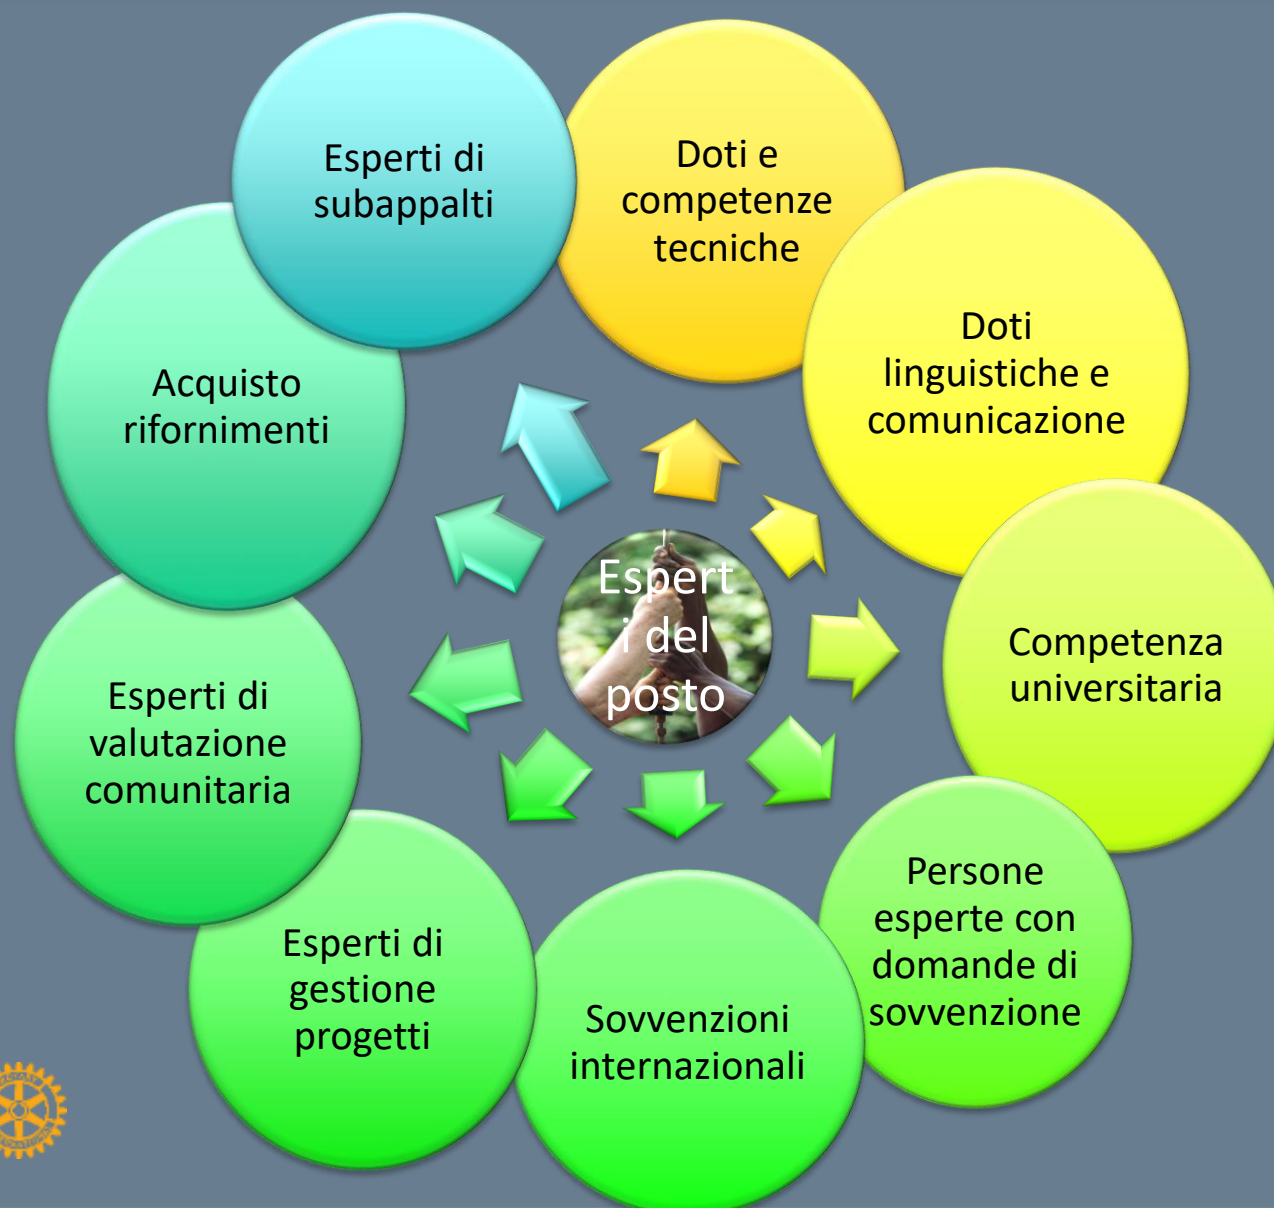 Esperti di
subappalti
Doti e
competenze
tecniche
Doti
linguistiche e
comunicazione
Acquisto
rifornimenti
Espert
i del
posto
Competenza
universitaria
Esperti di
valutazione
comunitaria
Persone
esperte con
domande di
sovvenzione
Esperti di
gestione
progetti
Sovvenzioni
internazionali